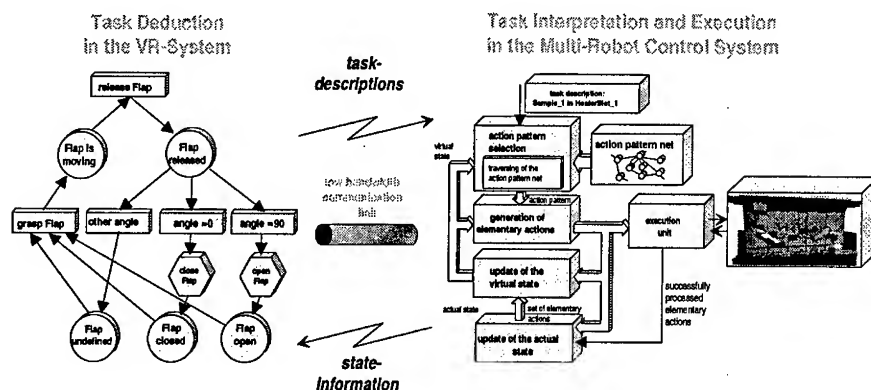 Task Deduction
in the VR-System
Task Interpretation and Execution
in the Multi-Robot Control System
task-
descriptions
release Flap
Flap is
moving
Flap
released
grasp Flap
other angle
angle =0
angle =90
close
Flap
open
Flap
Flap
undefined
Flap
closed
Flap
open
low bandwidth
communication
link
state-
information
task description:
Sample_1 in HeaterSlot_1
virtual
state
action pattern
selection
traversing of the
action pattern net
action pattern net
action pattern
generation of
elementary actions
execution
unit
update of the
virtual state
actual state
set of elementary
actions
successfully
processed
elementary
actions
update of the actual
state